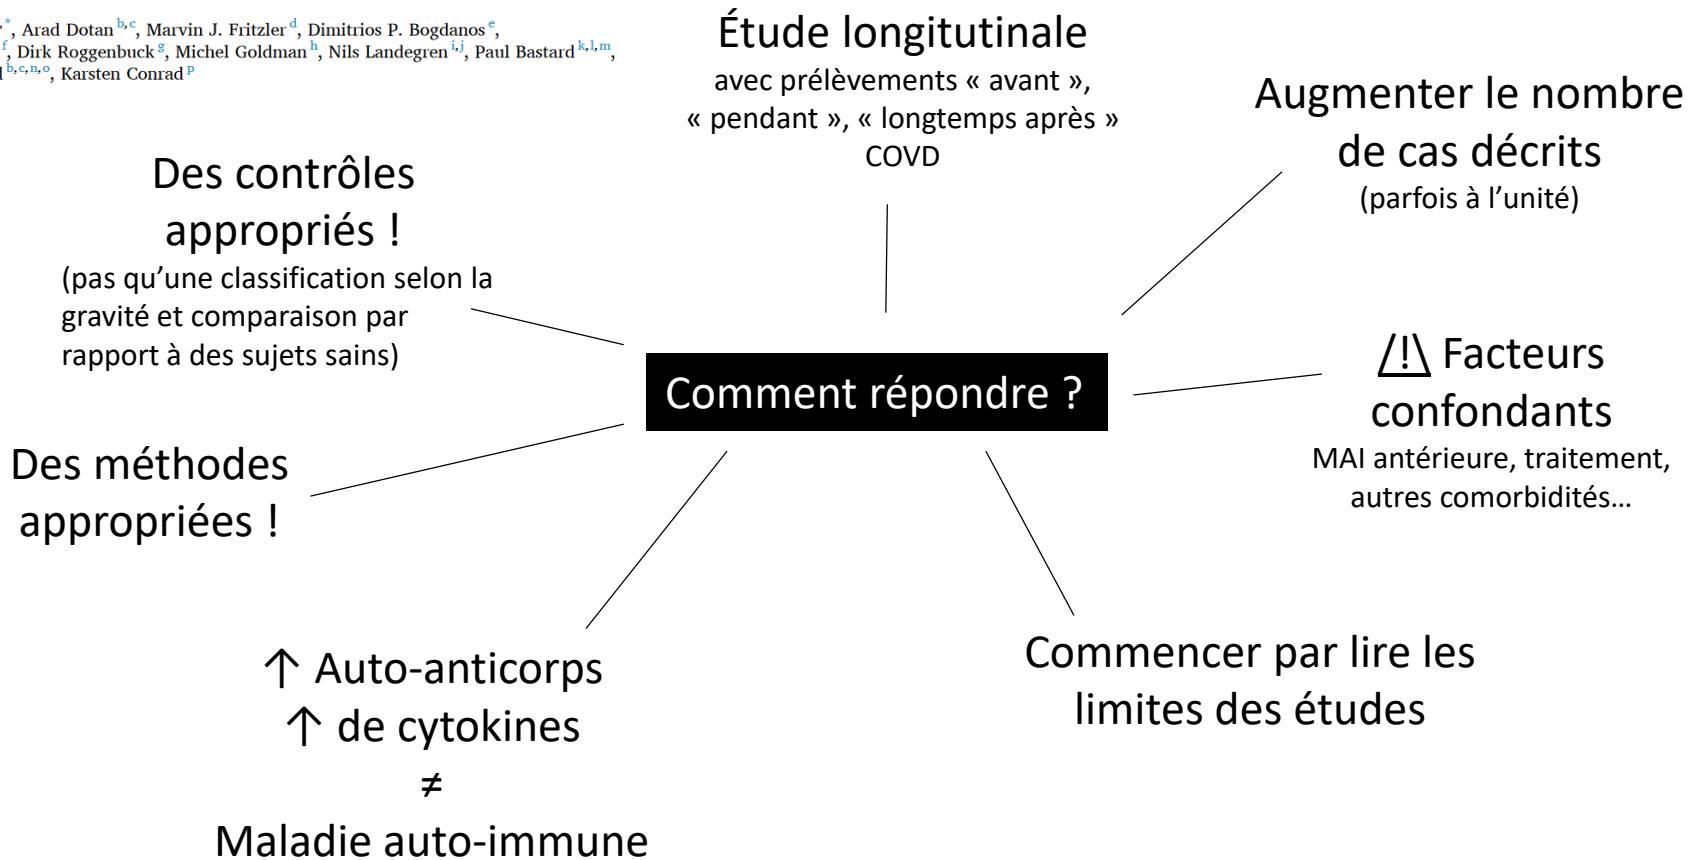 *, Arad Dotan b,c, Marvin J. Fritzler d, Dimitrios P. Bogdanos e,
f, Dirk Roggenbuck g, Michel Goldman h, Nils Landegren i,j, Paul Bastard k,l,m,
b,c,n,o, Karsten Conrad p
Étude longitutinale
avec prélèvements « avant »,
« pendant », « longtemps après »
COVD
Augmenter le nombre
de cas décrits
(parfois à l’unité)
Des contrôles
appropriés !
(pas qu’une classification selon la
gravité et comparaison par
rapport à des sujets sains)
Comment répondre ?
/!\ Facteurs
confondants
MAI antérieure, traitement,
autres comorbidités…
Des méthodes
appropriées !
↑ Auto-anticorps
↑ de cytokines
≠
Maladie auto-immune
Commencer par lire les
limites des études